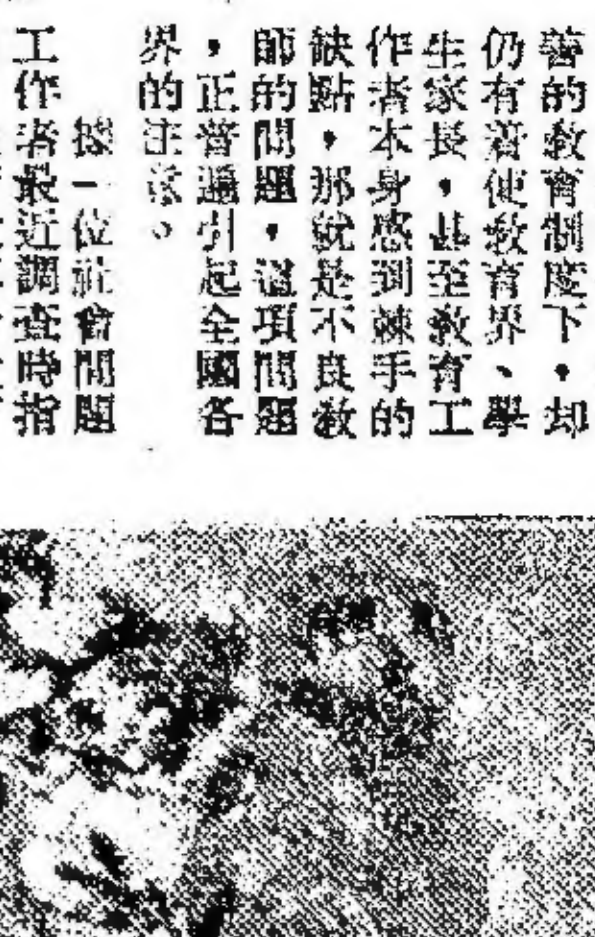 善的教育制度下，却
仍有着使教育界、學
生家長，甚至教育工
作者本身感到棘手的
缺點，那就是不良教
師的問題，這項問題
，正普遍引起全國各
界的注意。
據一位社會問題
工作者最近調查時指